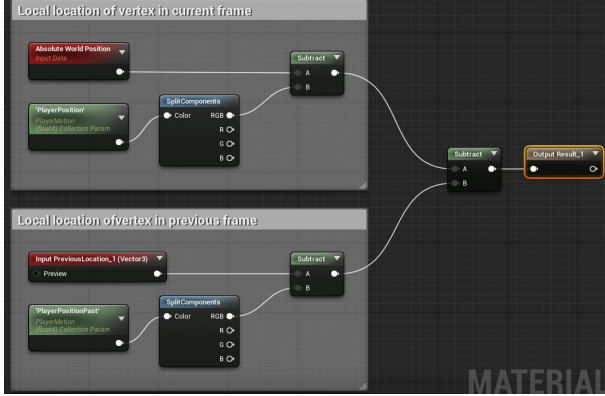 Local location of vertex in current frame
Absolute World Position
Input Data
'PlayerPosition'
PlayerMotion
(float4) Collection Param
SplitComponents
Color RGB
R
G
B
Subtract
A
B
Subtract
A
B
Output Result_1
Local location ofvertex in previous frame
Input PreviousLocation_1 (Vector3)
Preview
'PlayerPositionPast'
PlayerMotion
(float4) Collection Param
SplitComponents
Color RGB
R
G
B
Subtract
A
B
MATERIAL